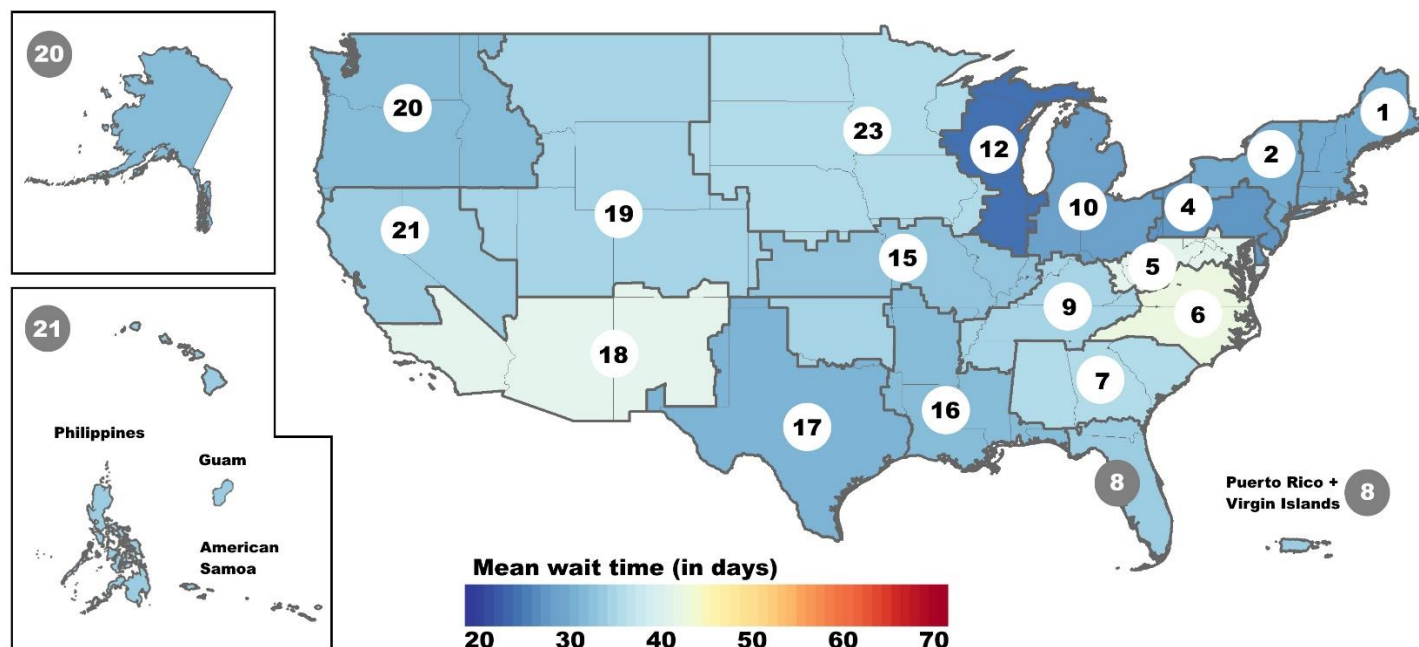 20
21
Philippines
Guam
American
Samoa
20
21
19
18
23
15
17
16
12
10
9
7
8
1
2
4
5
6
Puerto Rico +
Virgin Islands
8
Mean wait time (in days)
20 30 40 50 60 70